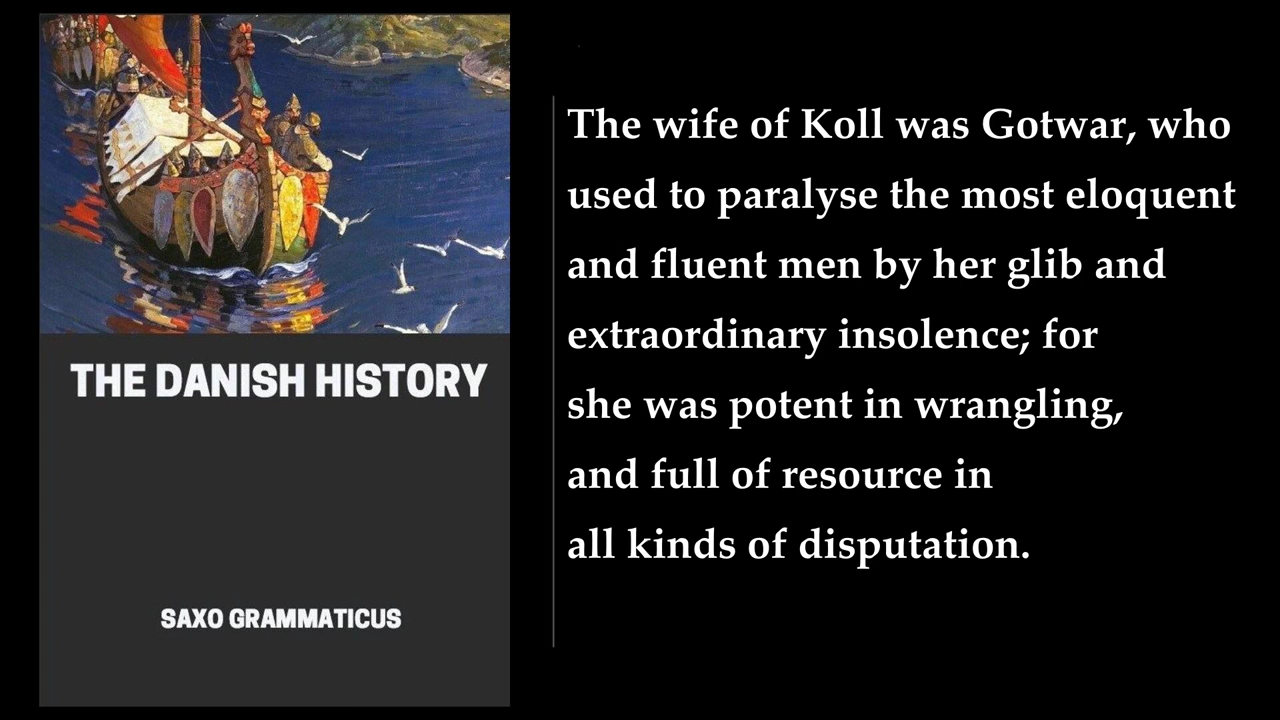 THE DANISH HISTORY
SAXO GRAMMATICUS
The wife of Koll was Gotwar, who
used to paralyse the most eloquent
and fluent men by her glib and
extraordinary insolence; for
she was potent in wrangling,
and full of resource in
all kinds of disputation.